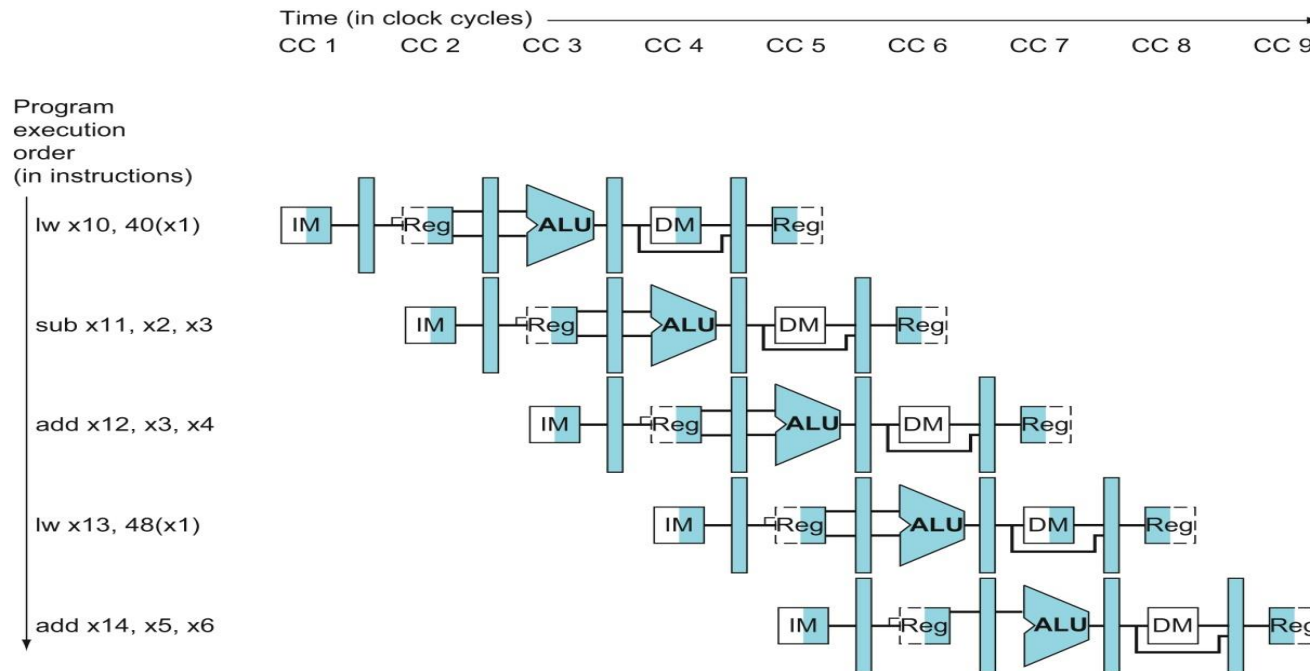 Time (in clock cycles)
CC 1 CC 2 CC 3 CC 4 CC 5 CC 6 CC 7 CC 8 CC 9
Program
execution
order
(in instructions)
lw x10, 40(x1) IM Reg ALU DM Reg
sub x11, x2, x3 IM Reg ALU DM Reg
add x12, x3, x4 IM Reg ALU DM Reg
lw x13, 48(x1) IM Reg ALU DM Reg
add x14, x5, x6 IM Reg ALU DM Reg